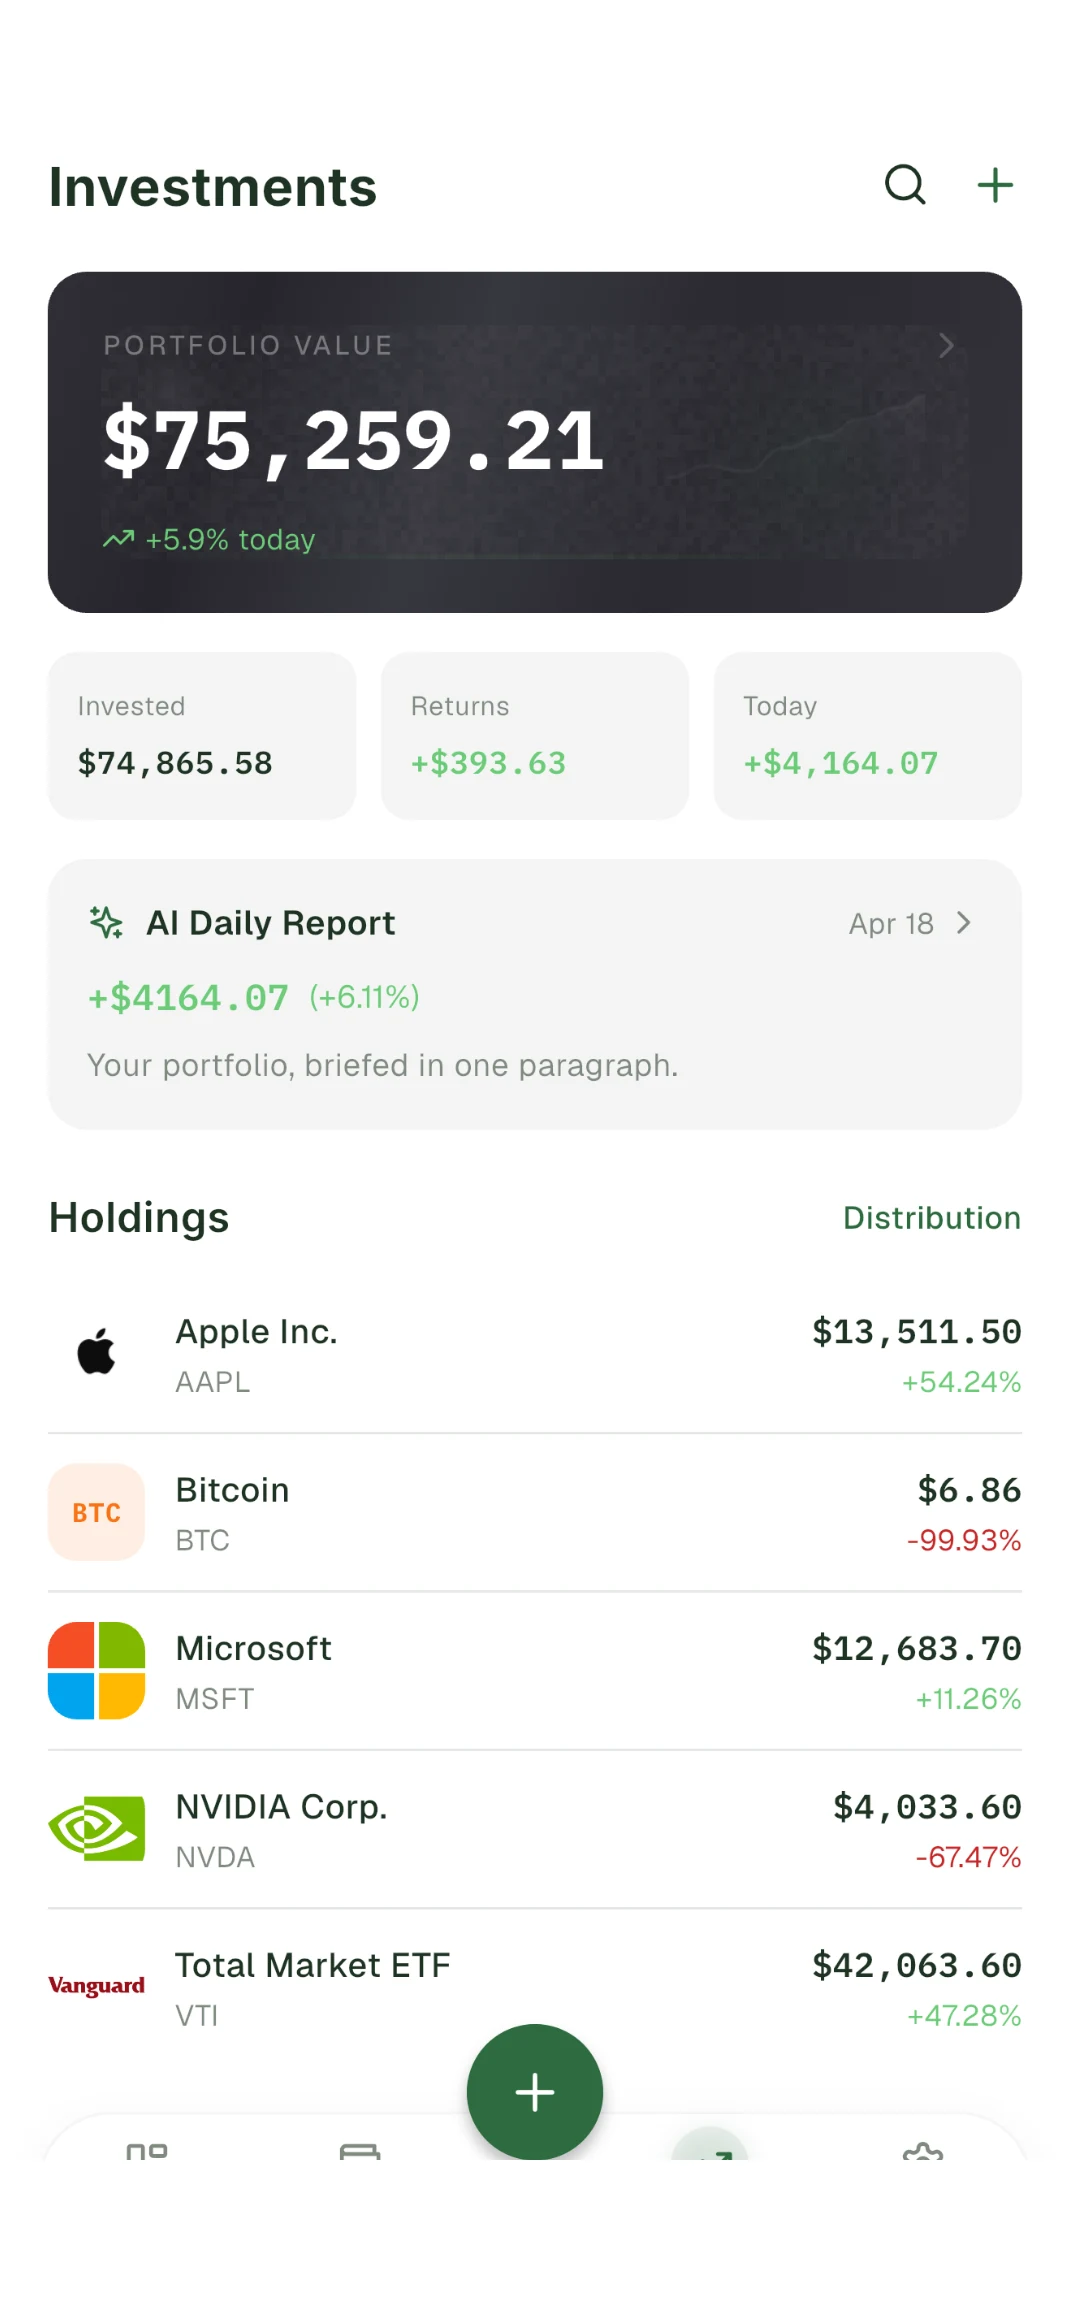 Investments
PORTFOLIO VALUE
$75,259.21
+5.9% today
Invested
$74,865.58
Returns
+$393.63
Today
+$4,164.07
AI Daily Report
Apr 18
+$4164.07 (+6.11%)
Your portfolio, briefed in one paragraph.
Holdings
Distribution
Apple Inc.
$13,511.50
AAPL
+54.24%
BTC
Bitcoin
$6.86
BTC
-99.93%
Microsoft
$12,683.70
MSFT
+11.26%
NVIDIA Corp.
$4,033.60
NVDA
-67.47%
Vanguard
Total Market ETF
$42,063.60
VTI
+47.28%